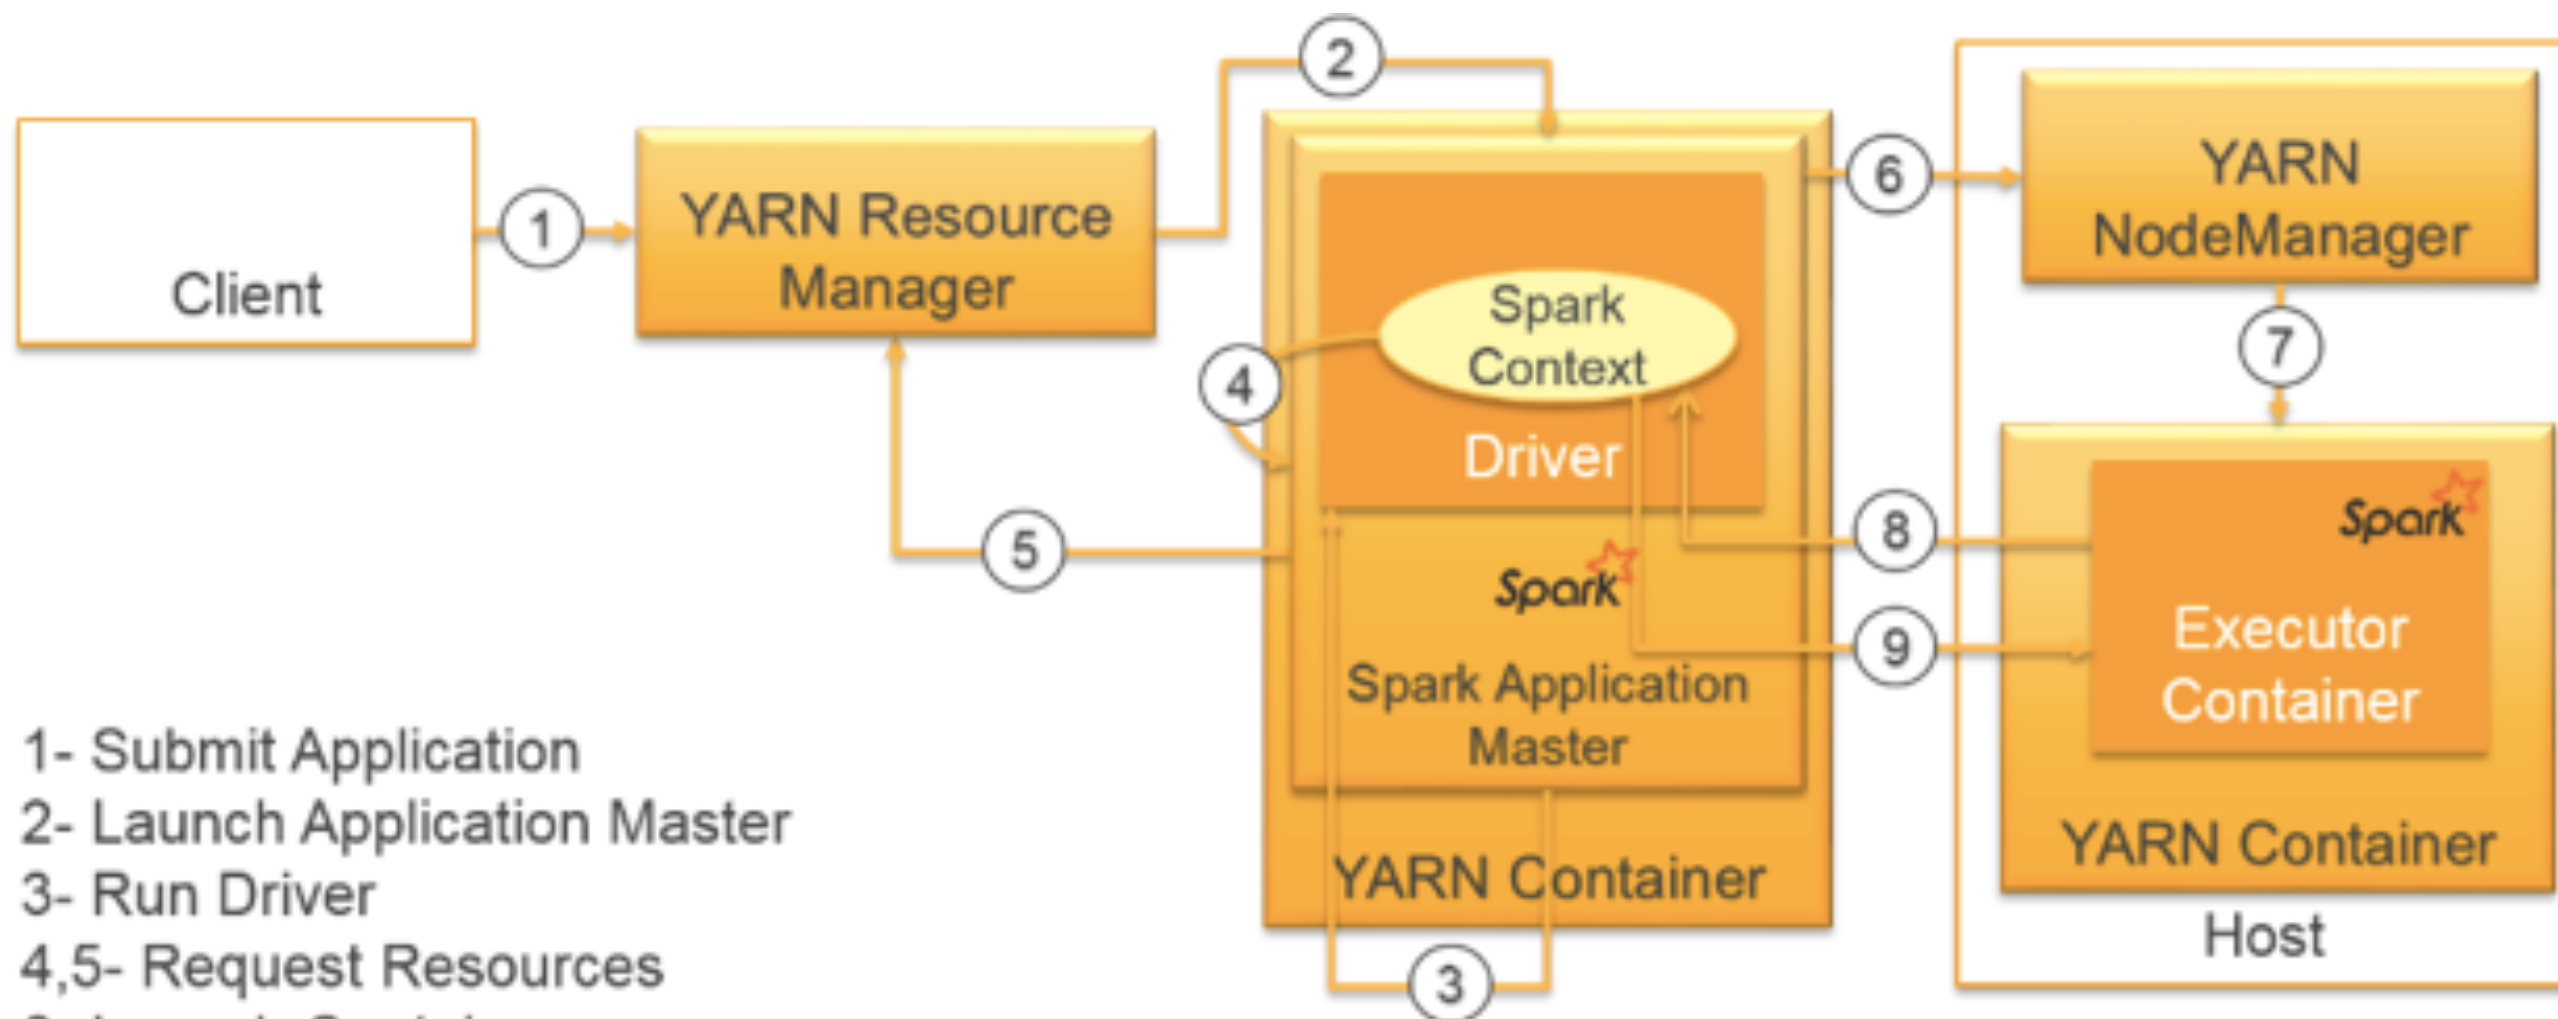 2
YARN
NodeManager
6
YARN Resource
Manager
1
Client
Spark
Context
4
7
Driver
5
8
Spark
Spark
Executor
Container
9
Spark Application
Master
1- Submit Application
2- Launch Application Master
3- Run Driver
4,5- Request Resources
YARN Container
YARN Container
Host
3